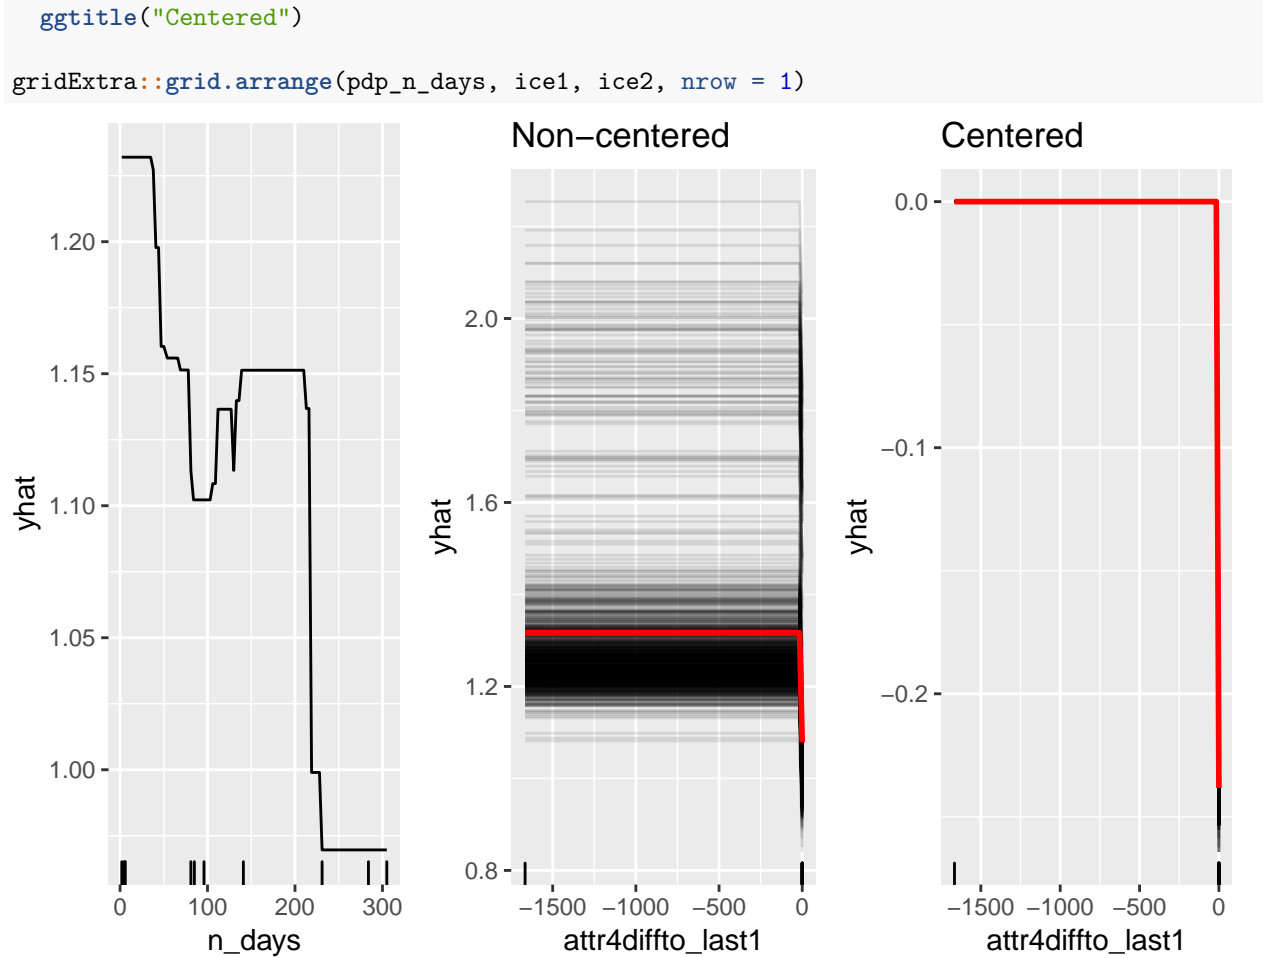 ggtitle("Centered")
gridExtra::grid.arrange(pdp_n_days, ice1, ice2, nrow = 1)
1.20
1.15
1.10
1.05
1.00
yhat
0
100
200
300
n_days
Non−centered
2.0
1.6
1.2
0.8
yhat
−1500
−1000
−500
0
attr4diffto_last1
Centered
0.0
−0.1
−0.2
yhat
−1500
−1000
−500
0
attr4diffto_last1